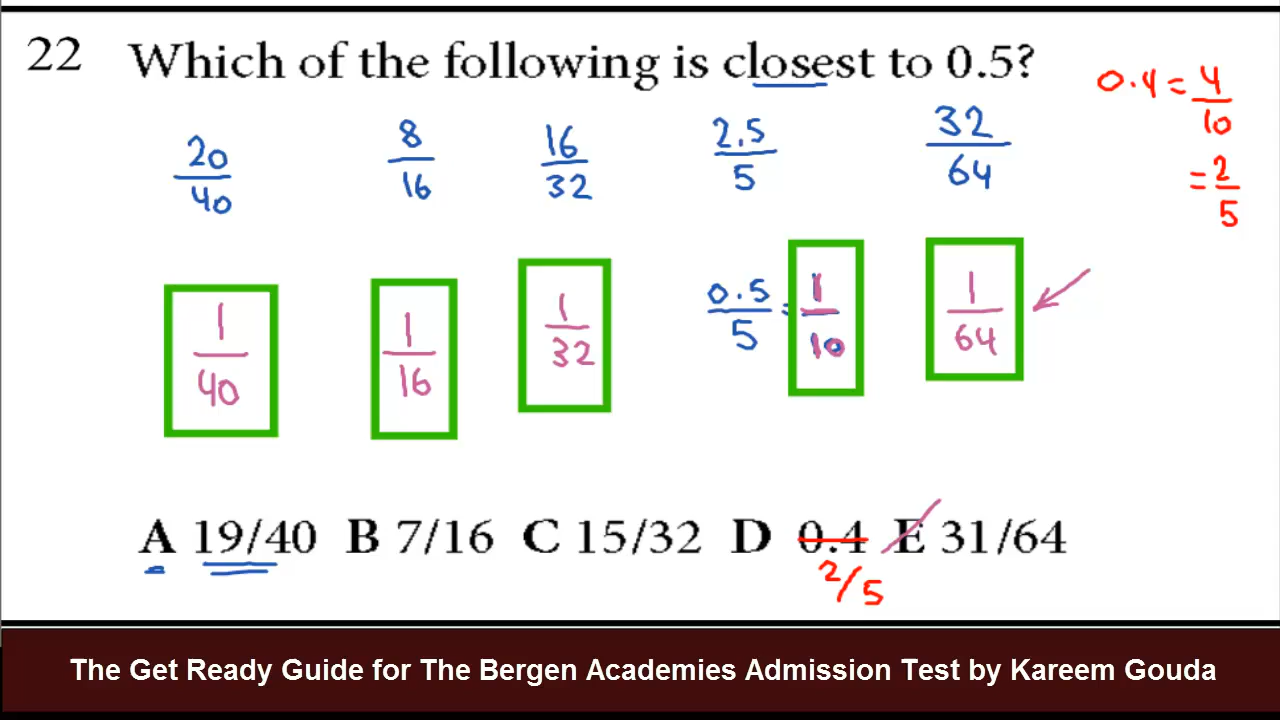 22 Which of the following is closest to 0.5?
0.4 = 4/10
= 2/5
20/40 8/16 16/32 2.5/5 32/64
1/40 1/16 1/32 0.5/5 = 1/10 1/64
A 19/40 B 7/16 C 15/32 D 0.4 E 31/64
2/5
The Get Ready Guide for The Bergen Academies Admission Test by Kareem Gouda